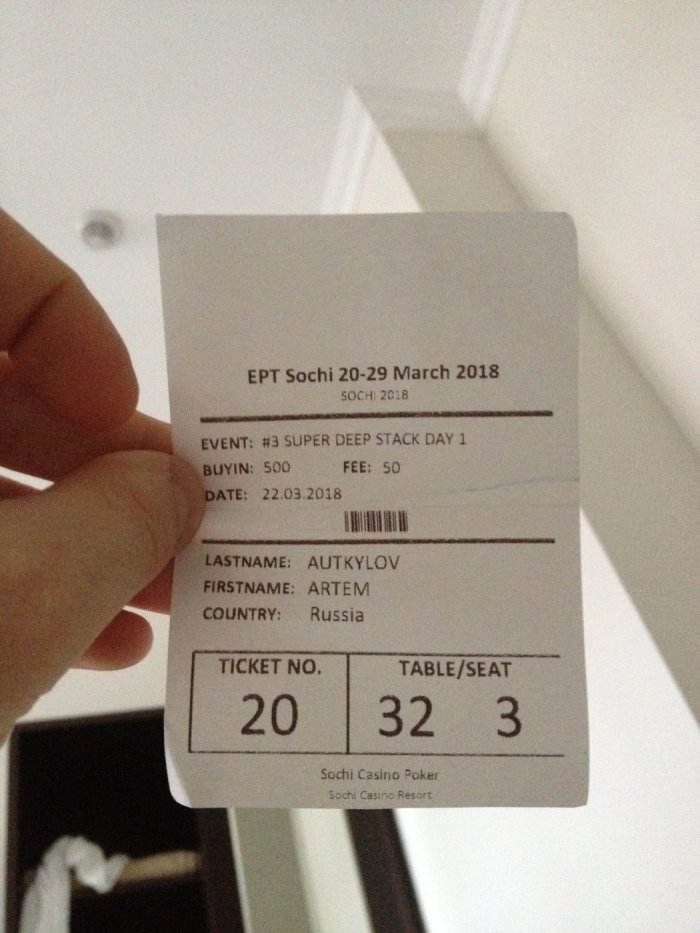 EPT Sochi 20-29 March 2018
SOCHI 2018
EVENT: #3 SUPER DEEP STACK DAY 1
BUYIN: 500 FEE: 50
DATE: 22.03.2018
LASTNAME: AUTKYLOV
FIRSTNAME: ARTEM
COUNTRY: Russia
TICKET NO. TABLE/SEAT
20 32 3
Sochi Casino Poker
Sochi Casino Resort